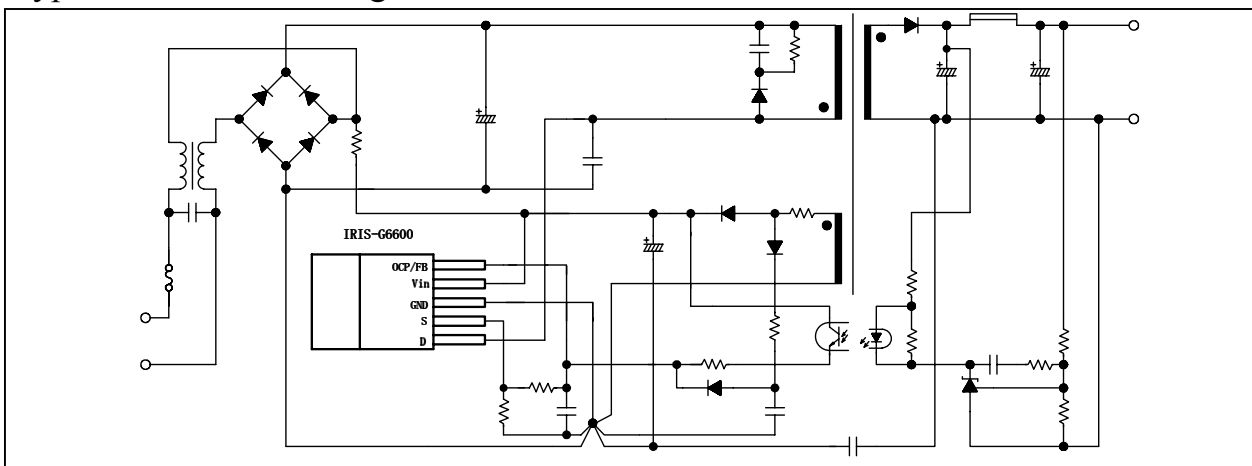 IRIS-G6600
OCP/FB
Vin
GND
S
D
+
+
+
+